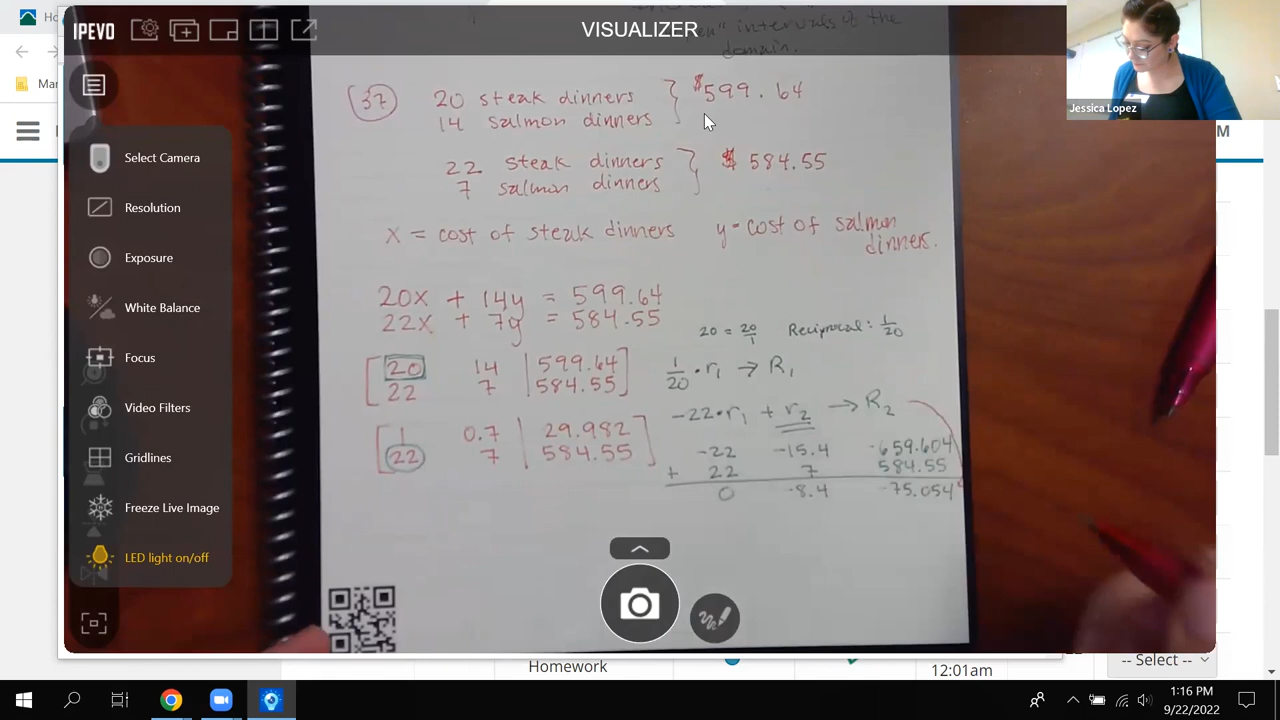 IPEVO
VISUALIZER
intervals of the
domain.
Jessica Lopez
Select Camera
Resolution
Exposure
White Balance
Focus
Video Filters
Gridlines
Freeze Live Image
LED light on/off
37
20 steak dinners
14 salmon dinners
$599.64
22 steak dinners
7 salmon dinners
$584.55
x = cost of steak dinners y = cost of salmon
dinners.
20x + 14y = 599.64
22x + 7y = 584.55
20 = 20/1 Reciprocal: 1/20
20 14 | 599.64
22 7 | 584.55
1/20 · r1 → R1
-22 · r1 + r2 → R2
1 0.7 | 29.982
22 7 | 584.55
-22 -15.4 -659.604
+ 22 7 584.55
0 -8.4 -75.054
Homework
12:01am
-- Select --
1:16 PM
9/22/2022